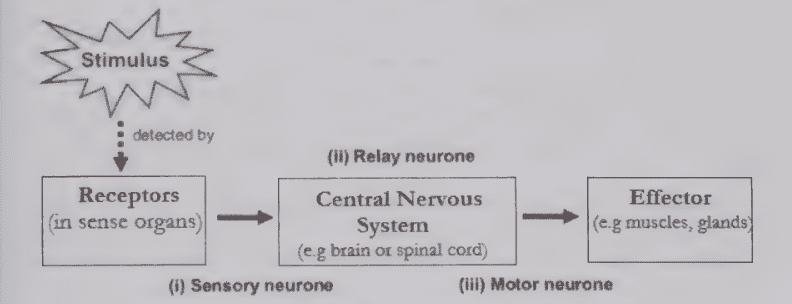 Stimulus
detected by
(ii) Relay neurone
Receptors
(in sense organs)
Central Nervous
System
(e.g brain or spinal cord)
Effector
(e.g muscles, glands)
(i) Sensory neurone
(iii) Motor neurone